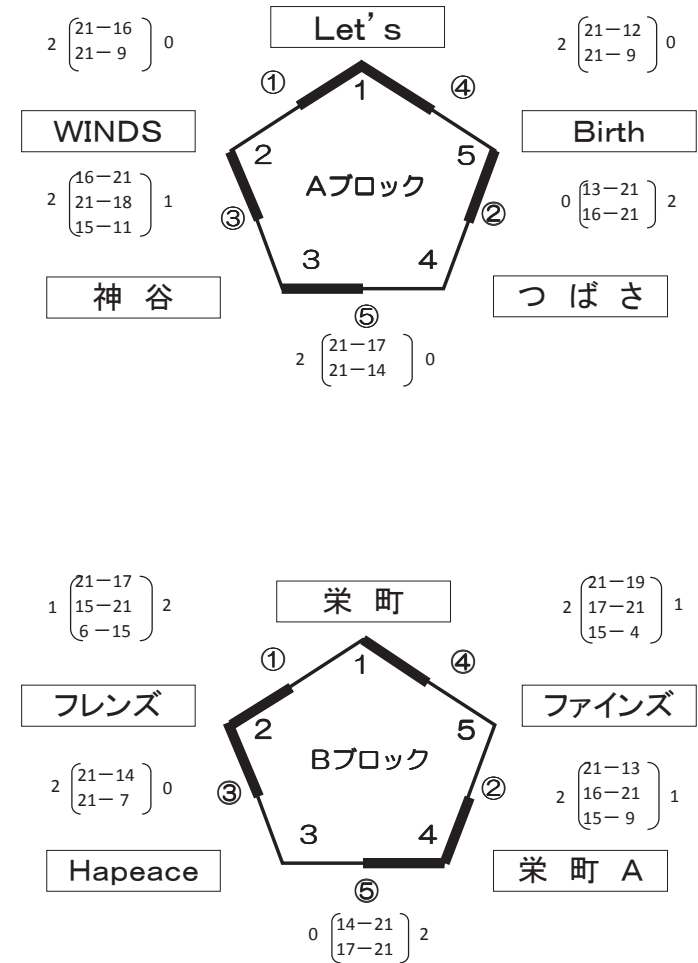 Let's
2 21－16 0
21－ 9
2 21－12 0
21－ 9
① ④
1
WINDS
Birth
2 5
Aブロック
2 16－21 1
21－18
15－11
0 13－21 2
16－21
③ ②
3 4
神 谷
つ ば さ
⑤
2 21－17 0
21－14
栄 町
1 21－17 2
15－21
6 －15
2 21－19 1
17－21
15－ 4
① ④
1
フレンズ
ファインズ
2 5
Bブロック
2 21－14 0
21－ 7
2 21－13 1
16－21
15－ 9
③ ②
3 4
Hapeace
栄 町 A
⑤
0 14－21 2
17－21